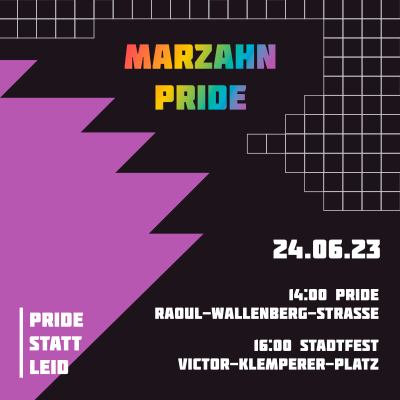 MARZAHN
PRIDE
24.06.23
14:00 PRIDE
RAOUL-WALLENBERG-STRASSE
16:00 STADTFEST
VICTOR-KLEMPERER-PLATZ
PRIDE
STATT
LEID